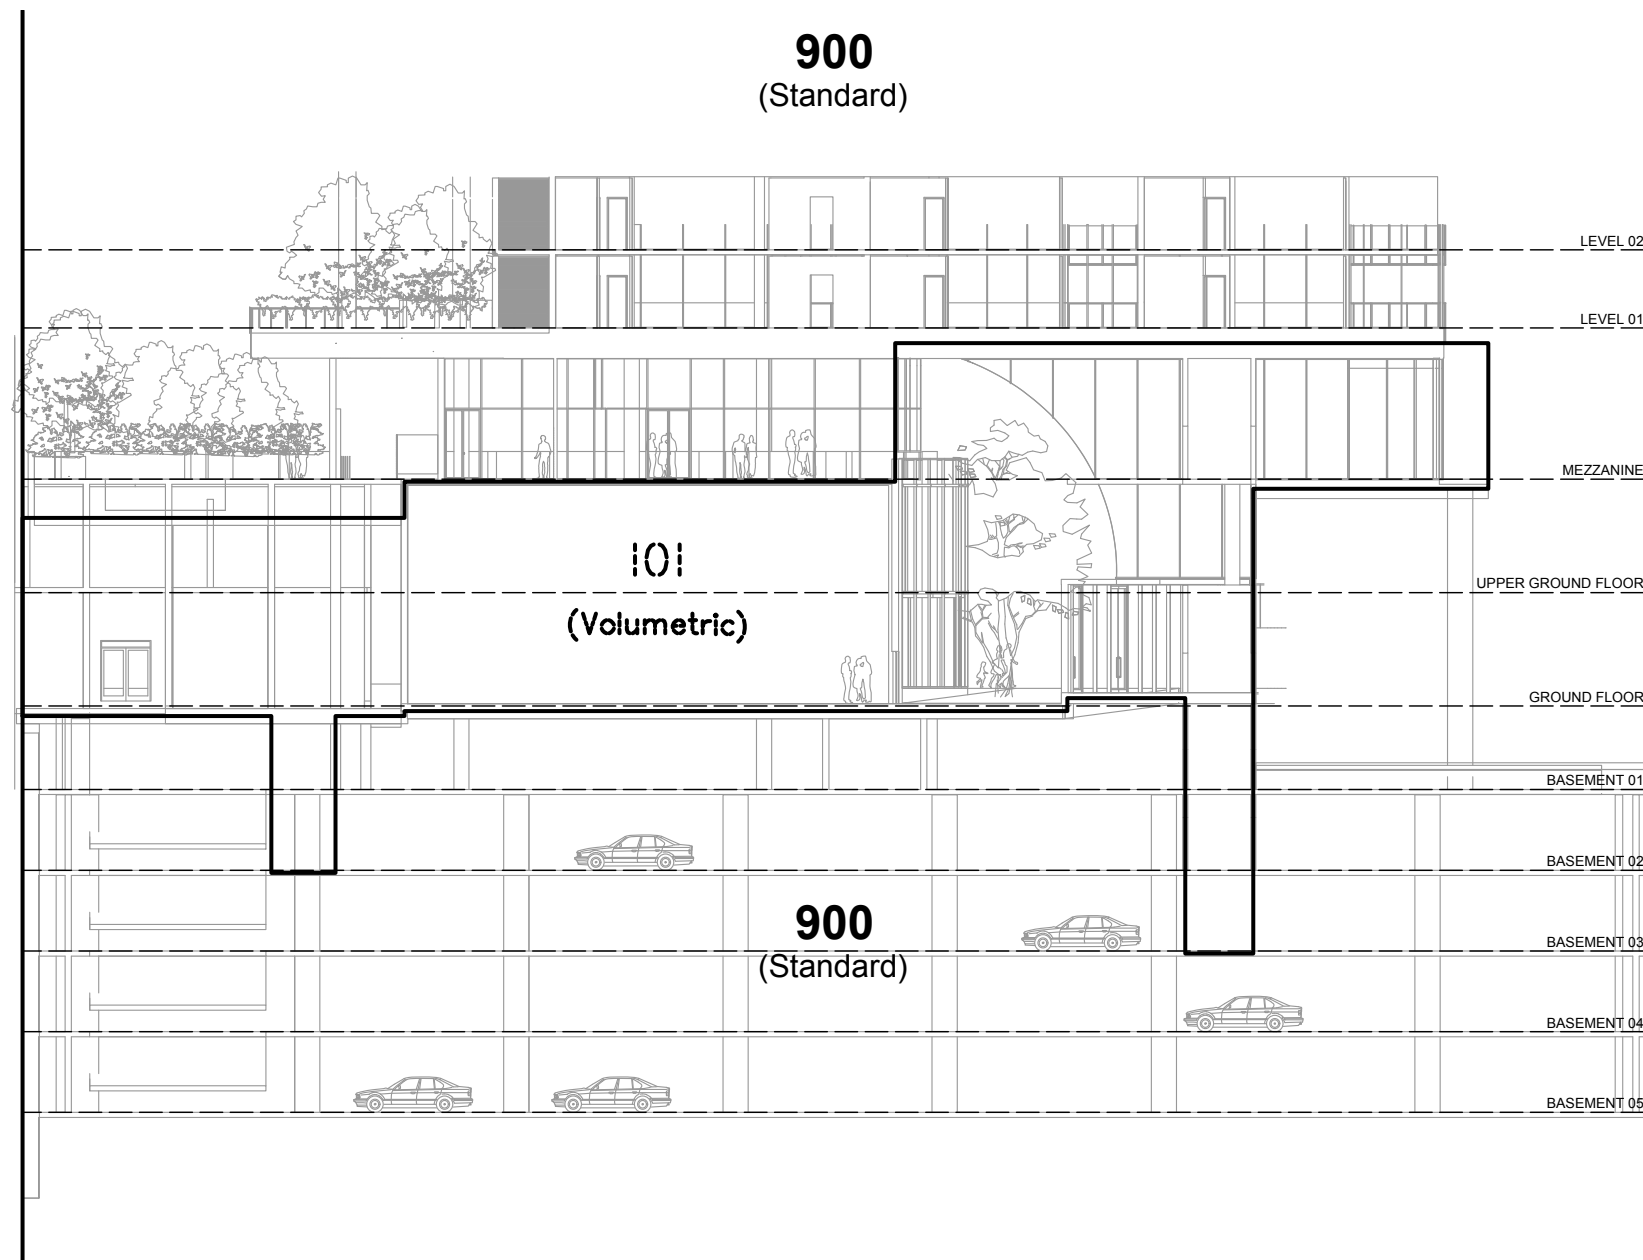 900
(Standard)
LEVEL 02
LEVEL 01
MEZZANINE
101
(Volumetric)
UPPER GROUND FLOOR
GROUND FLOOR
BASEMENT 01
BASEMENT 02
900
(Standard)
BASEMENT 03
BASEMENT 04
BASEMENT 05